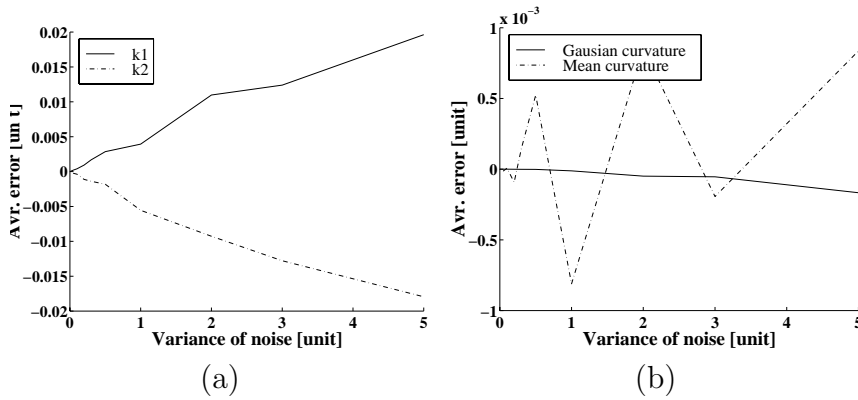 0.02
0.015
0.01
0.005
0
−0.005
−0.01
−0.015
−0.02
Avr. error [un ι]
k1
k2
0 1 2 3 4 5
Variance of noise [unit]
(a)
1 x 10⁻³
0.5
0
−0.5
−1
Avr. error [unit]
Gausian curvature
Mean curvature
0 1 2 3 4 5
Variance of noise [unit]
(b)